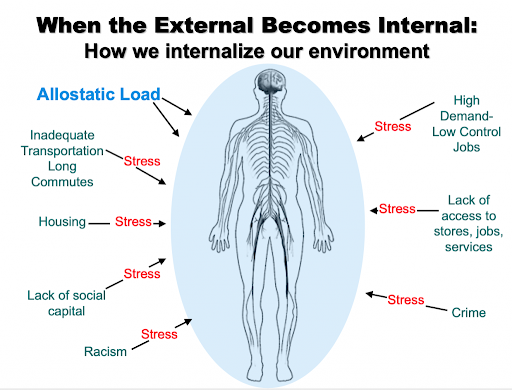 When the External Becomes Internal:
How we internalize our environment
Allostatic Load
Inadequate
Transportation
Long
Commutes
Stress
Housing
Stress
Stress
Lack of social
capital
Stress
Racism
High
Demand-
Low Control
Jobs
Stress
Stress
Lack of
access to
stores, jobs,
services
Stress
Crime